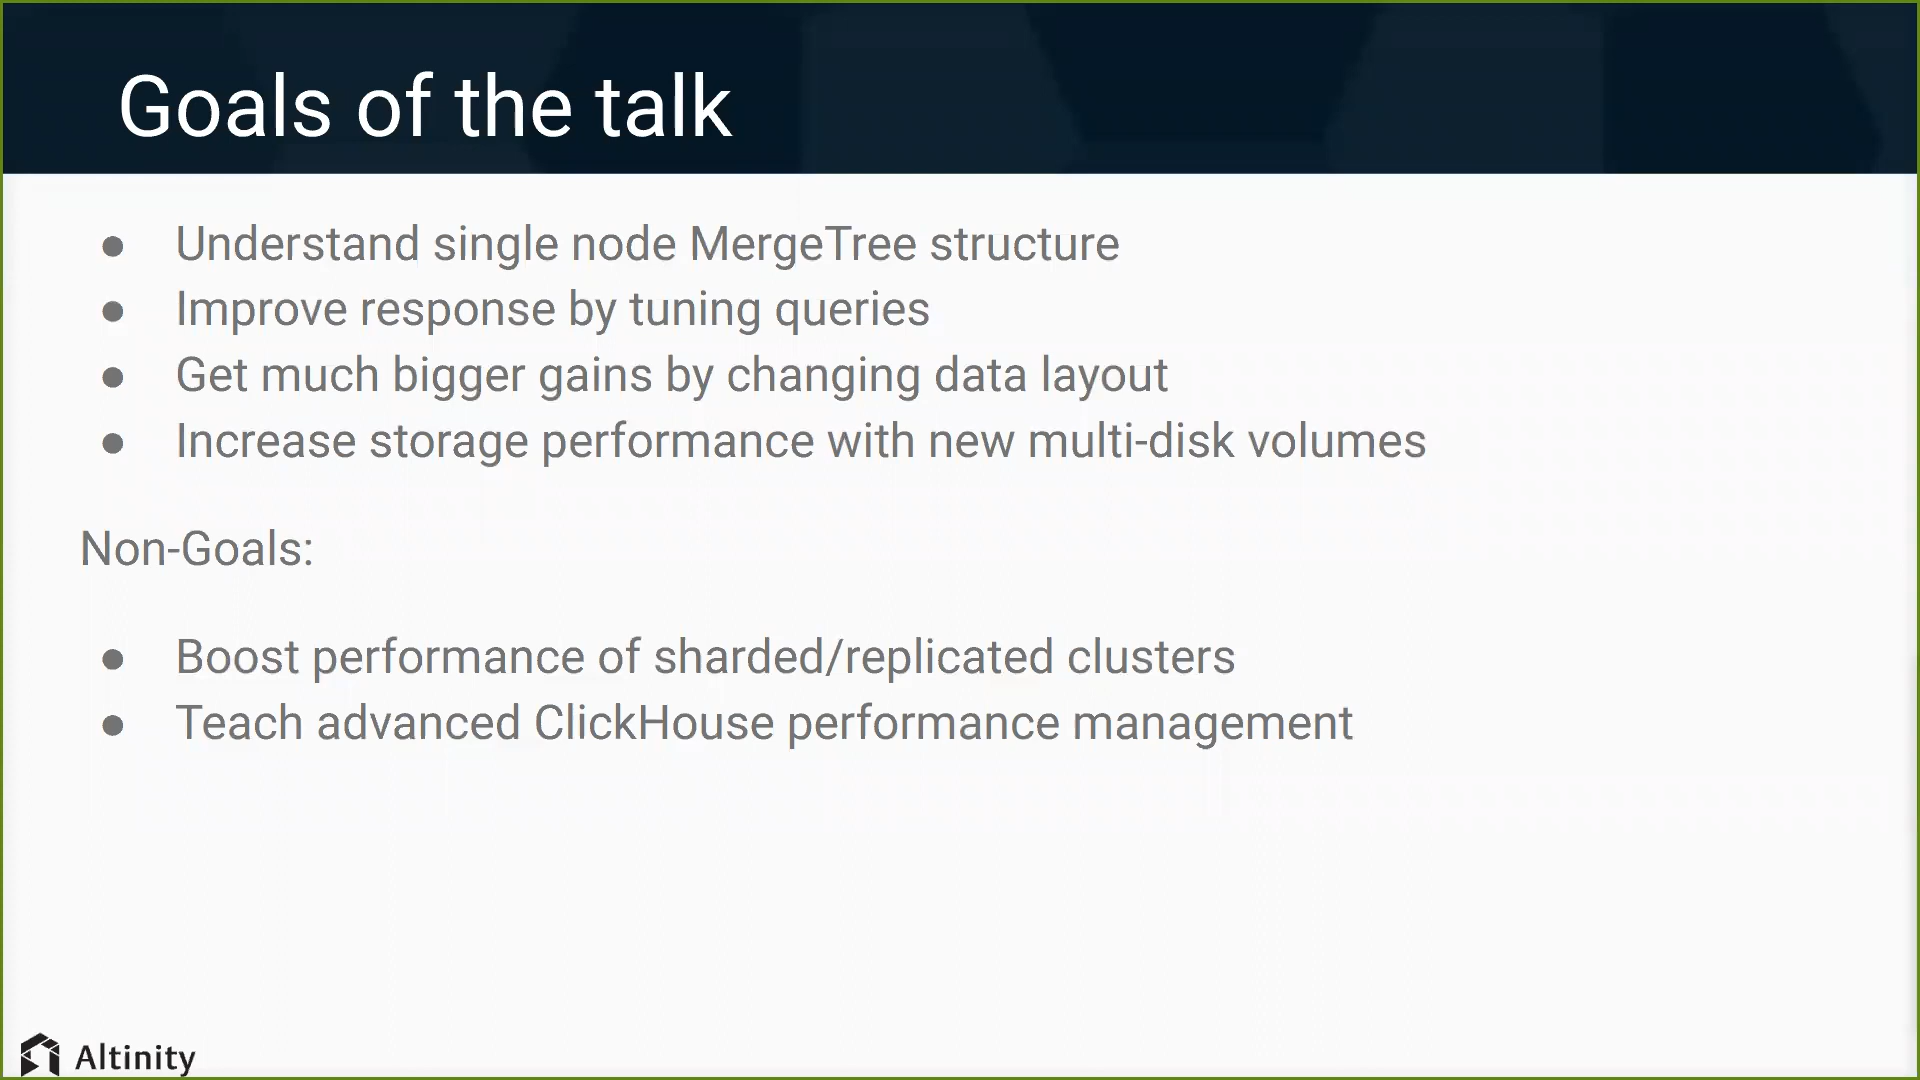 Goals of the talk
● Understand single node MergeTree structure
● Improve response by tuning queries
● Get much bigger gains by changing data layout
● Increase storage performance with new multi-disk volumes
Non-Goals:
● Boost performance of sharded/replicated clusters
● Teach advanced ClickHouse performance management
Altinity